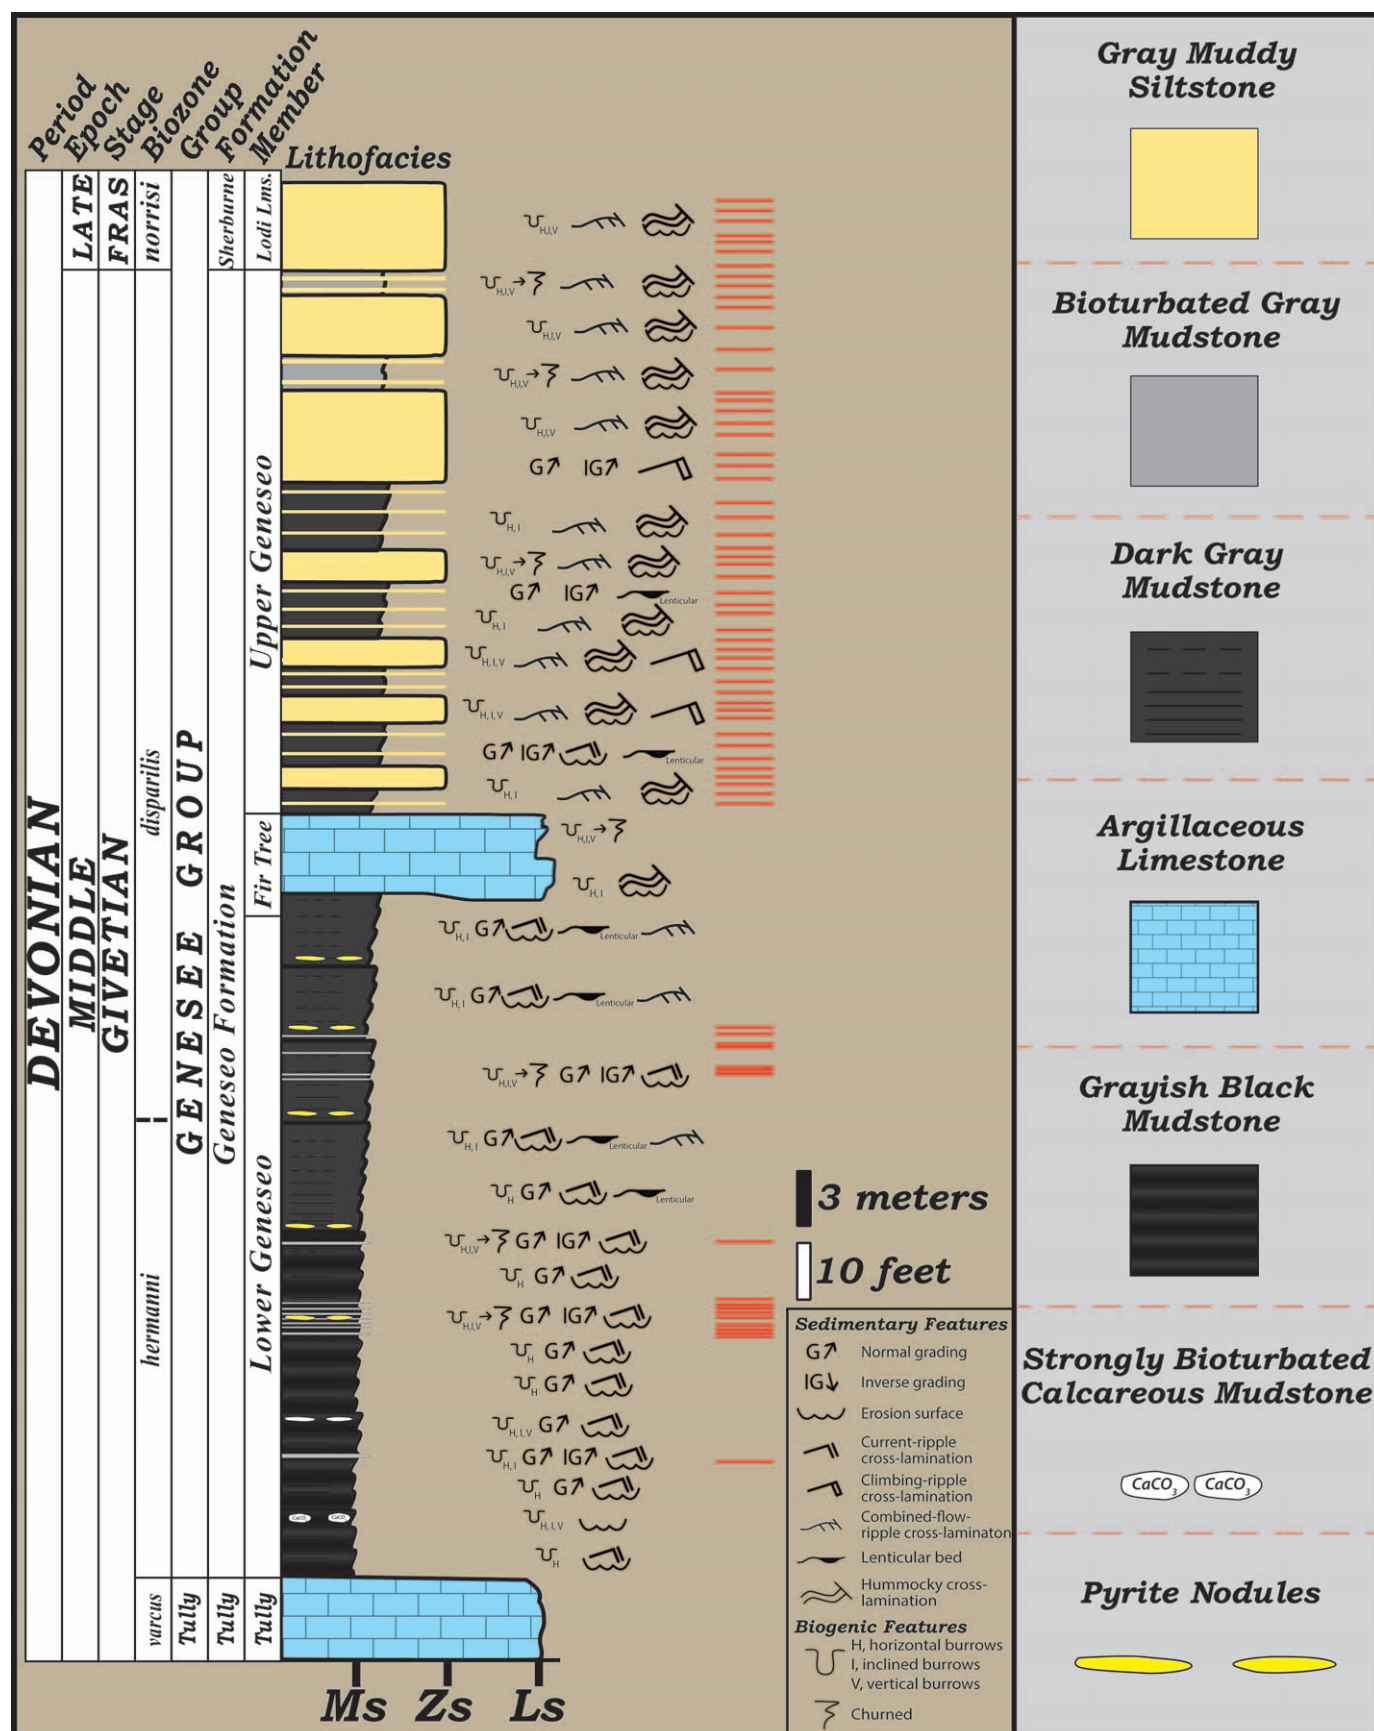 Period
Epoch
Stage
Biozone
Group
Formation
Member
Lithofacies
DEVONIAN
LATE
MIDDLE
FRAS
GIVETIAN
norrisi
disparilis
hermanni
varcus
GENESEE GROUP
Tully
Sherburne
Geneseo Formation
Tully
Lodi Lms.
Upper Geneseo
Fir Tree
Lower Geneseo
Tully
H,I,V
H,I,V
H,I,V
H,I,V
H,I,V
G IG
H, I
H,I,V
G IG Lenticular
H, I
H, I, V
H, I, V
G IG Lenticular
H, I
H,I,V
H, I
H, I G Lenticular
H, I G Lenticular
H,I,V G IG
H, I G Lenticular
H G Lenticular
H,I,V G IG
H G
H,I,V G IG
H G
H G
H, I, V G
H, I G IG
H G
CaCO CaCO
H, I, V
H
Ms Zs Ls
3 meters
10 feet
Sedimentary Features
G Normal grading
IG Inverse grading
Erosion surface
Current-ripple
cross-lamination
Climbing-ripple
cross-lamination
Combined-flow-
ripple cross-laminaton
Lenticular bed
Hummocky cross-
lamination
Biogenic Features
H, horizontal burrows
I, inclined burrows
V, vertical burrows
Churned
Gray Muddy
Siltstone
Bioturbated Gray
Mudstone
Dark Gray
Mudstone
Argillaceous
Limestone
Grayish Black
Mudstone
Strongly Bioturbated
Calcareous Mudstone
CaCO3 CaCO3
Pyrite Nodules